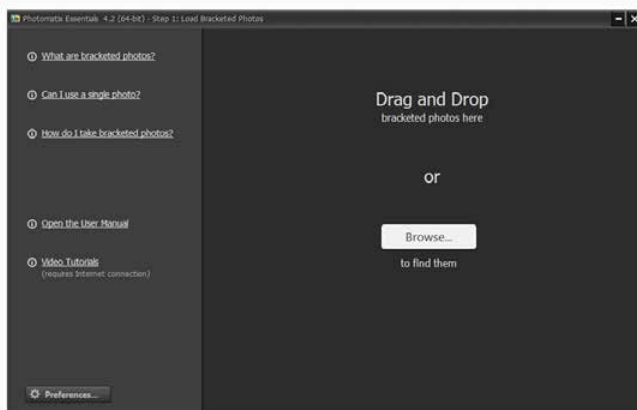 Photomatix Essentials 4.2 (64-bit) - Step 1: Load Bracketed Photos
What are bracketed photos?
Can I use a single photo?
How do I take bracketed photos?
Open the User Manual
Video Tutorials
(requires Internet connection)
Preferences...
Drag and Drop
bracketed photos here
or
Browse...
to find them